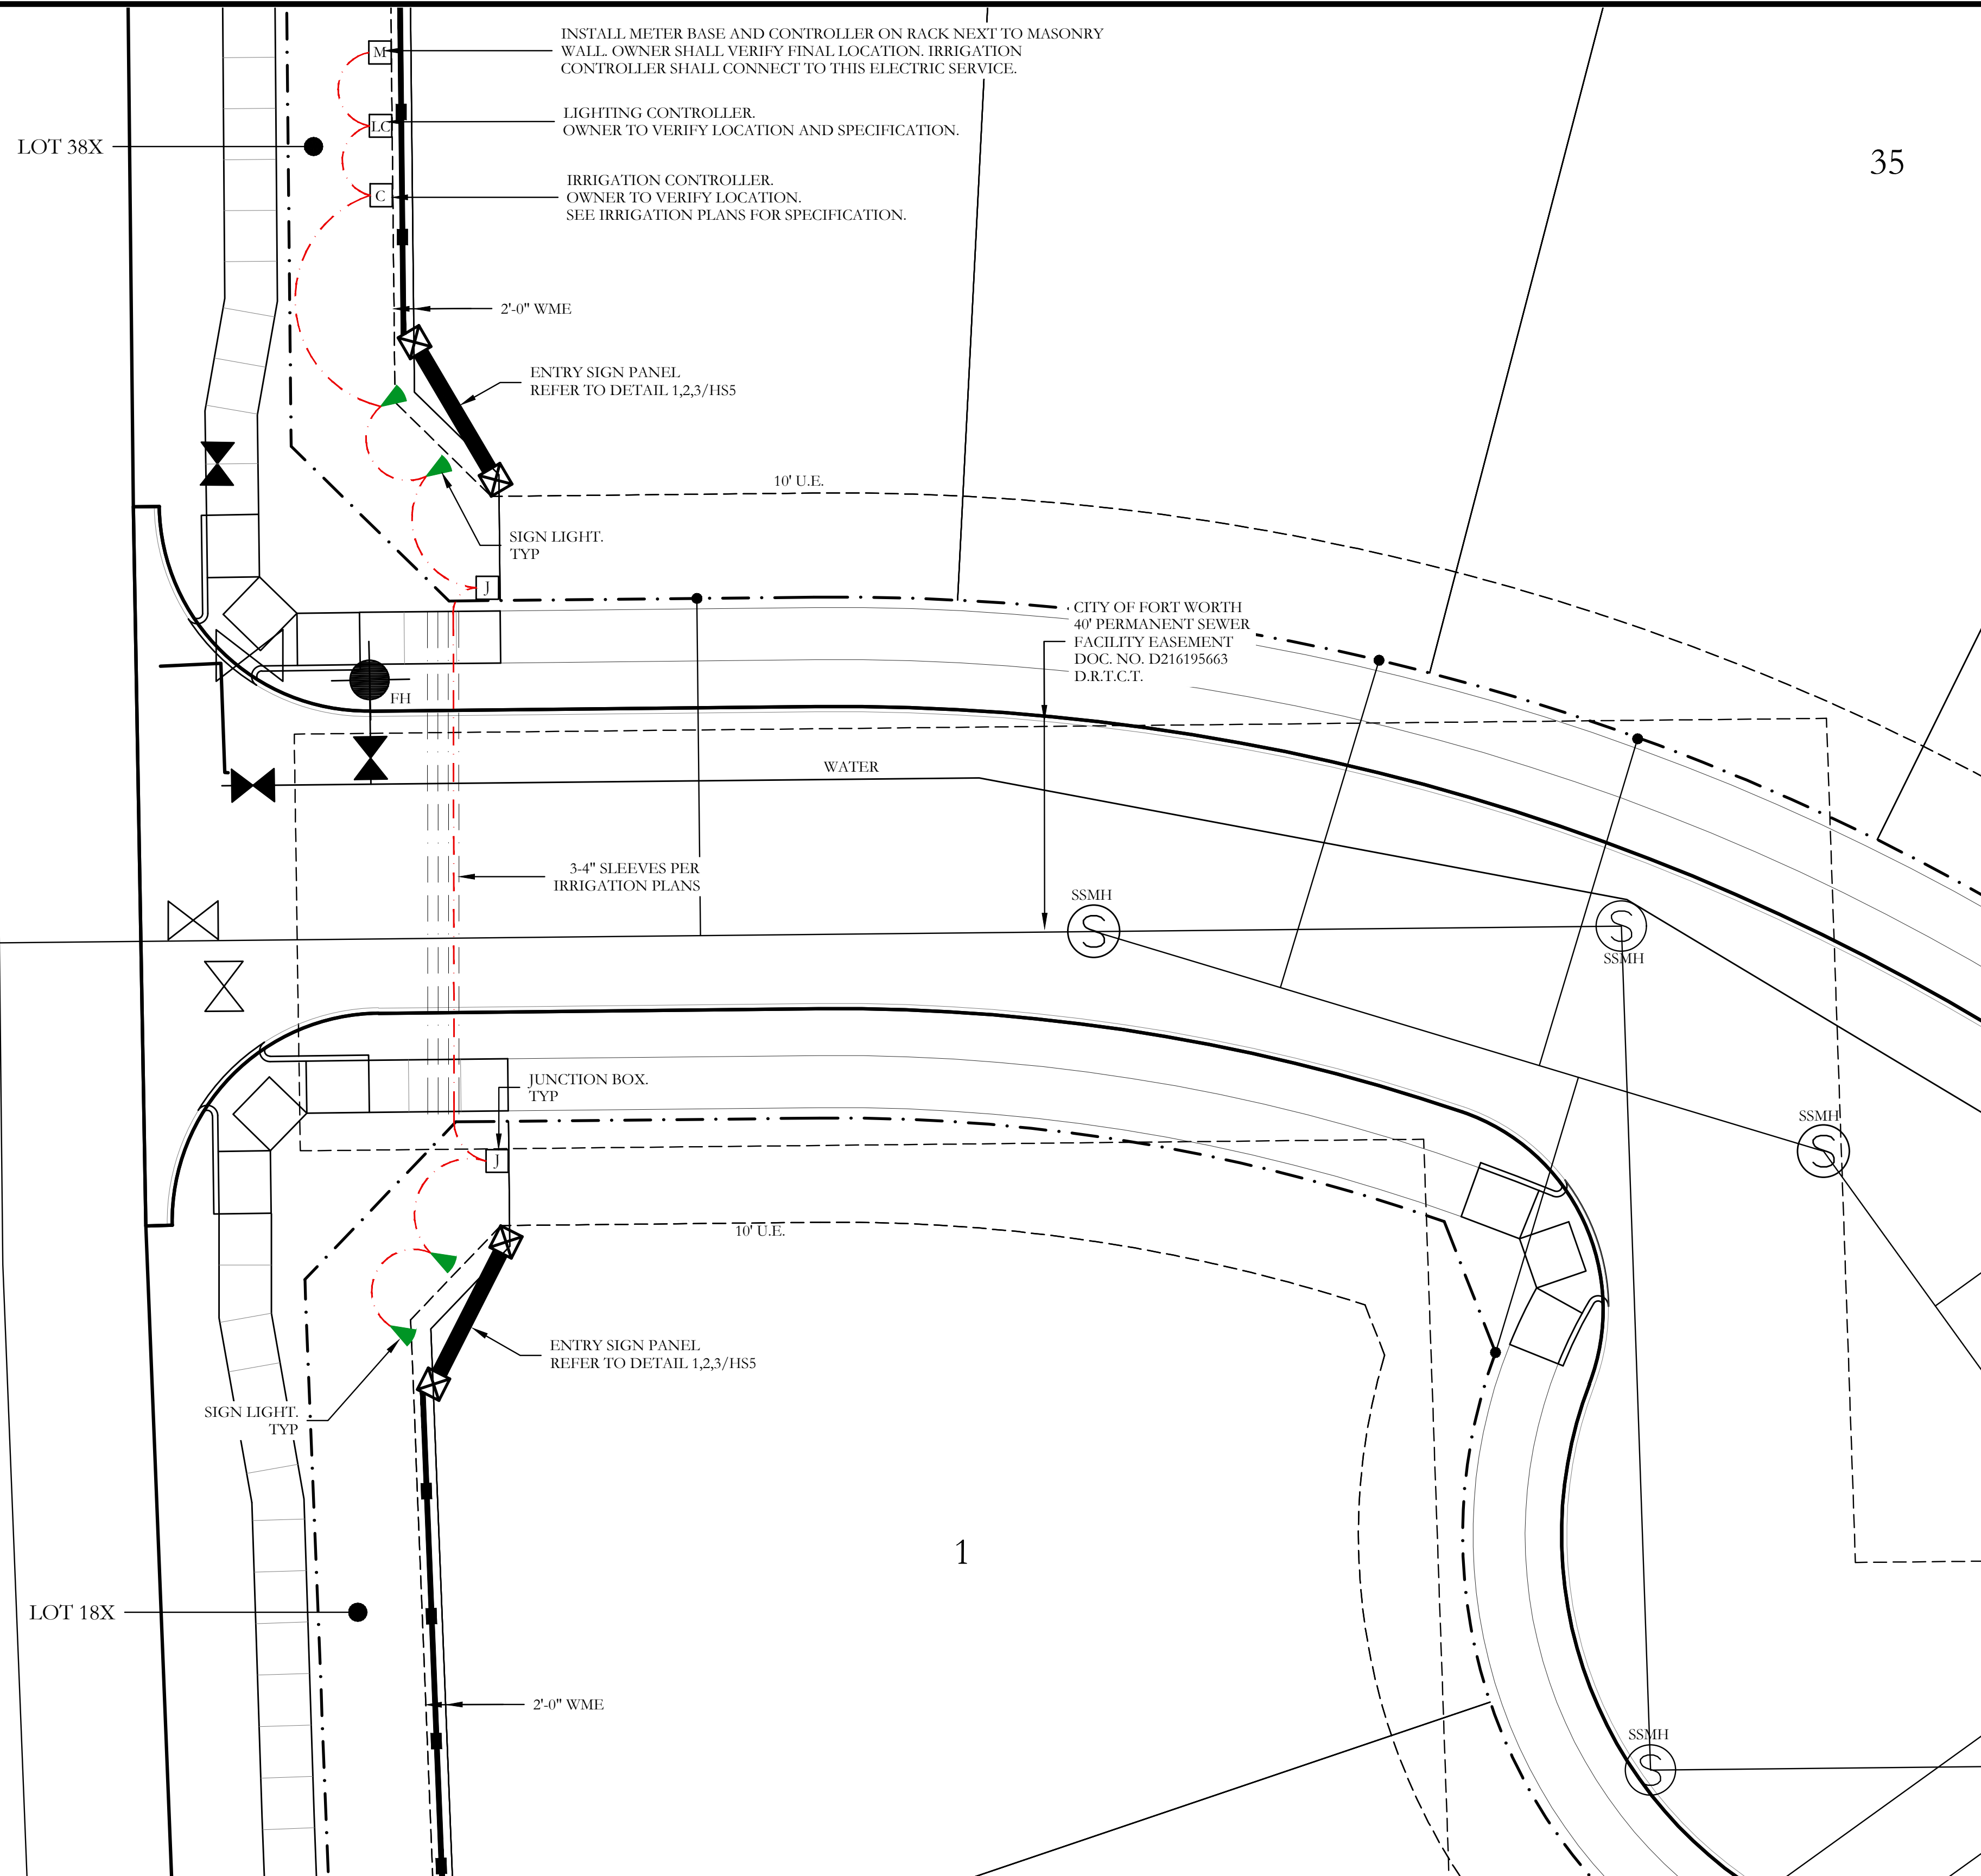 INSTALL METER BASE AND CONTROLLER ON RACK NEXT TO MASONRY
WALL. OWNER SHALL VERIFY FINAL LOCATION. IRRIGATION
CONTROLLER SHALL CONNECT TO THIS ELECTRIC SERVICE.
M
LIGHTING CONTROLLER.
OWNER TO VERIFY LOCATION AND SPECIFICATION.
LC
LOT 38X
35
IRRIGATION CONTROLLER.
OWNER TO VERIFY LOCATION.
SEE IRRIGATION PLANS FOR SPECIFICATION.
C
2'-0" WME
ENTRY SIGN PANEL
REFER TO DETAIL 1,2,3/HS5
10' U.E.
SIGN LIGHT.
TYP
J
CITY OF FORT WORTH
40' PERMANENT SEWER
FACILITY EASEMENT
DOC. NO. D216195663
D.R.T.C.T.
FH
WATER
3-4" SLEEVES PER
IRRIGATION PLANS
SSMH
S
S
SSMH
JUNCTION BOX.
TYP
SSMH
S
J
10' U.E.
ENTRY SIGN PANEL
REFER TO DETAIL 1,2,3/HS5
SIGN LIGHT.
TYP
1
LOT 18X
2'-0" WME
SSMH
S